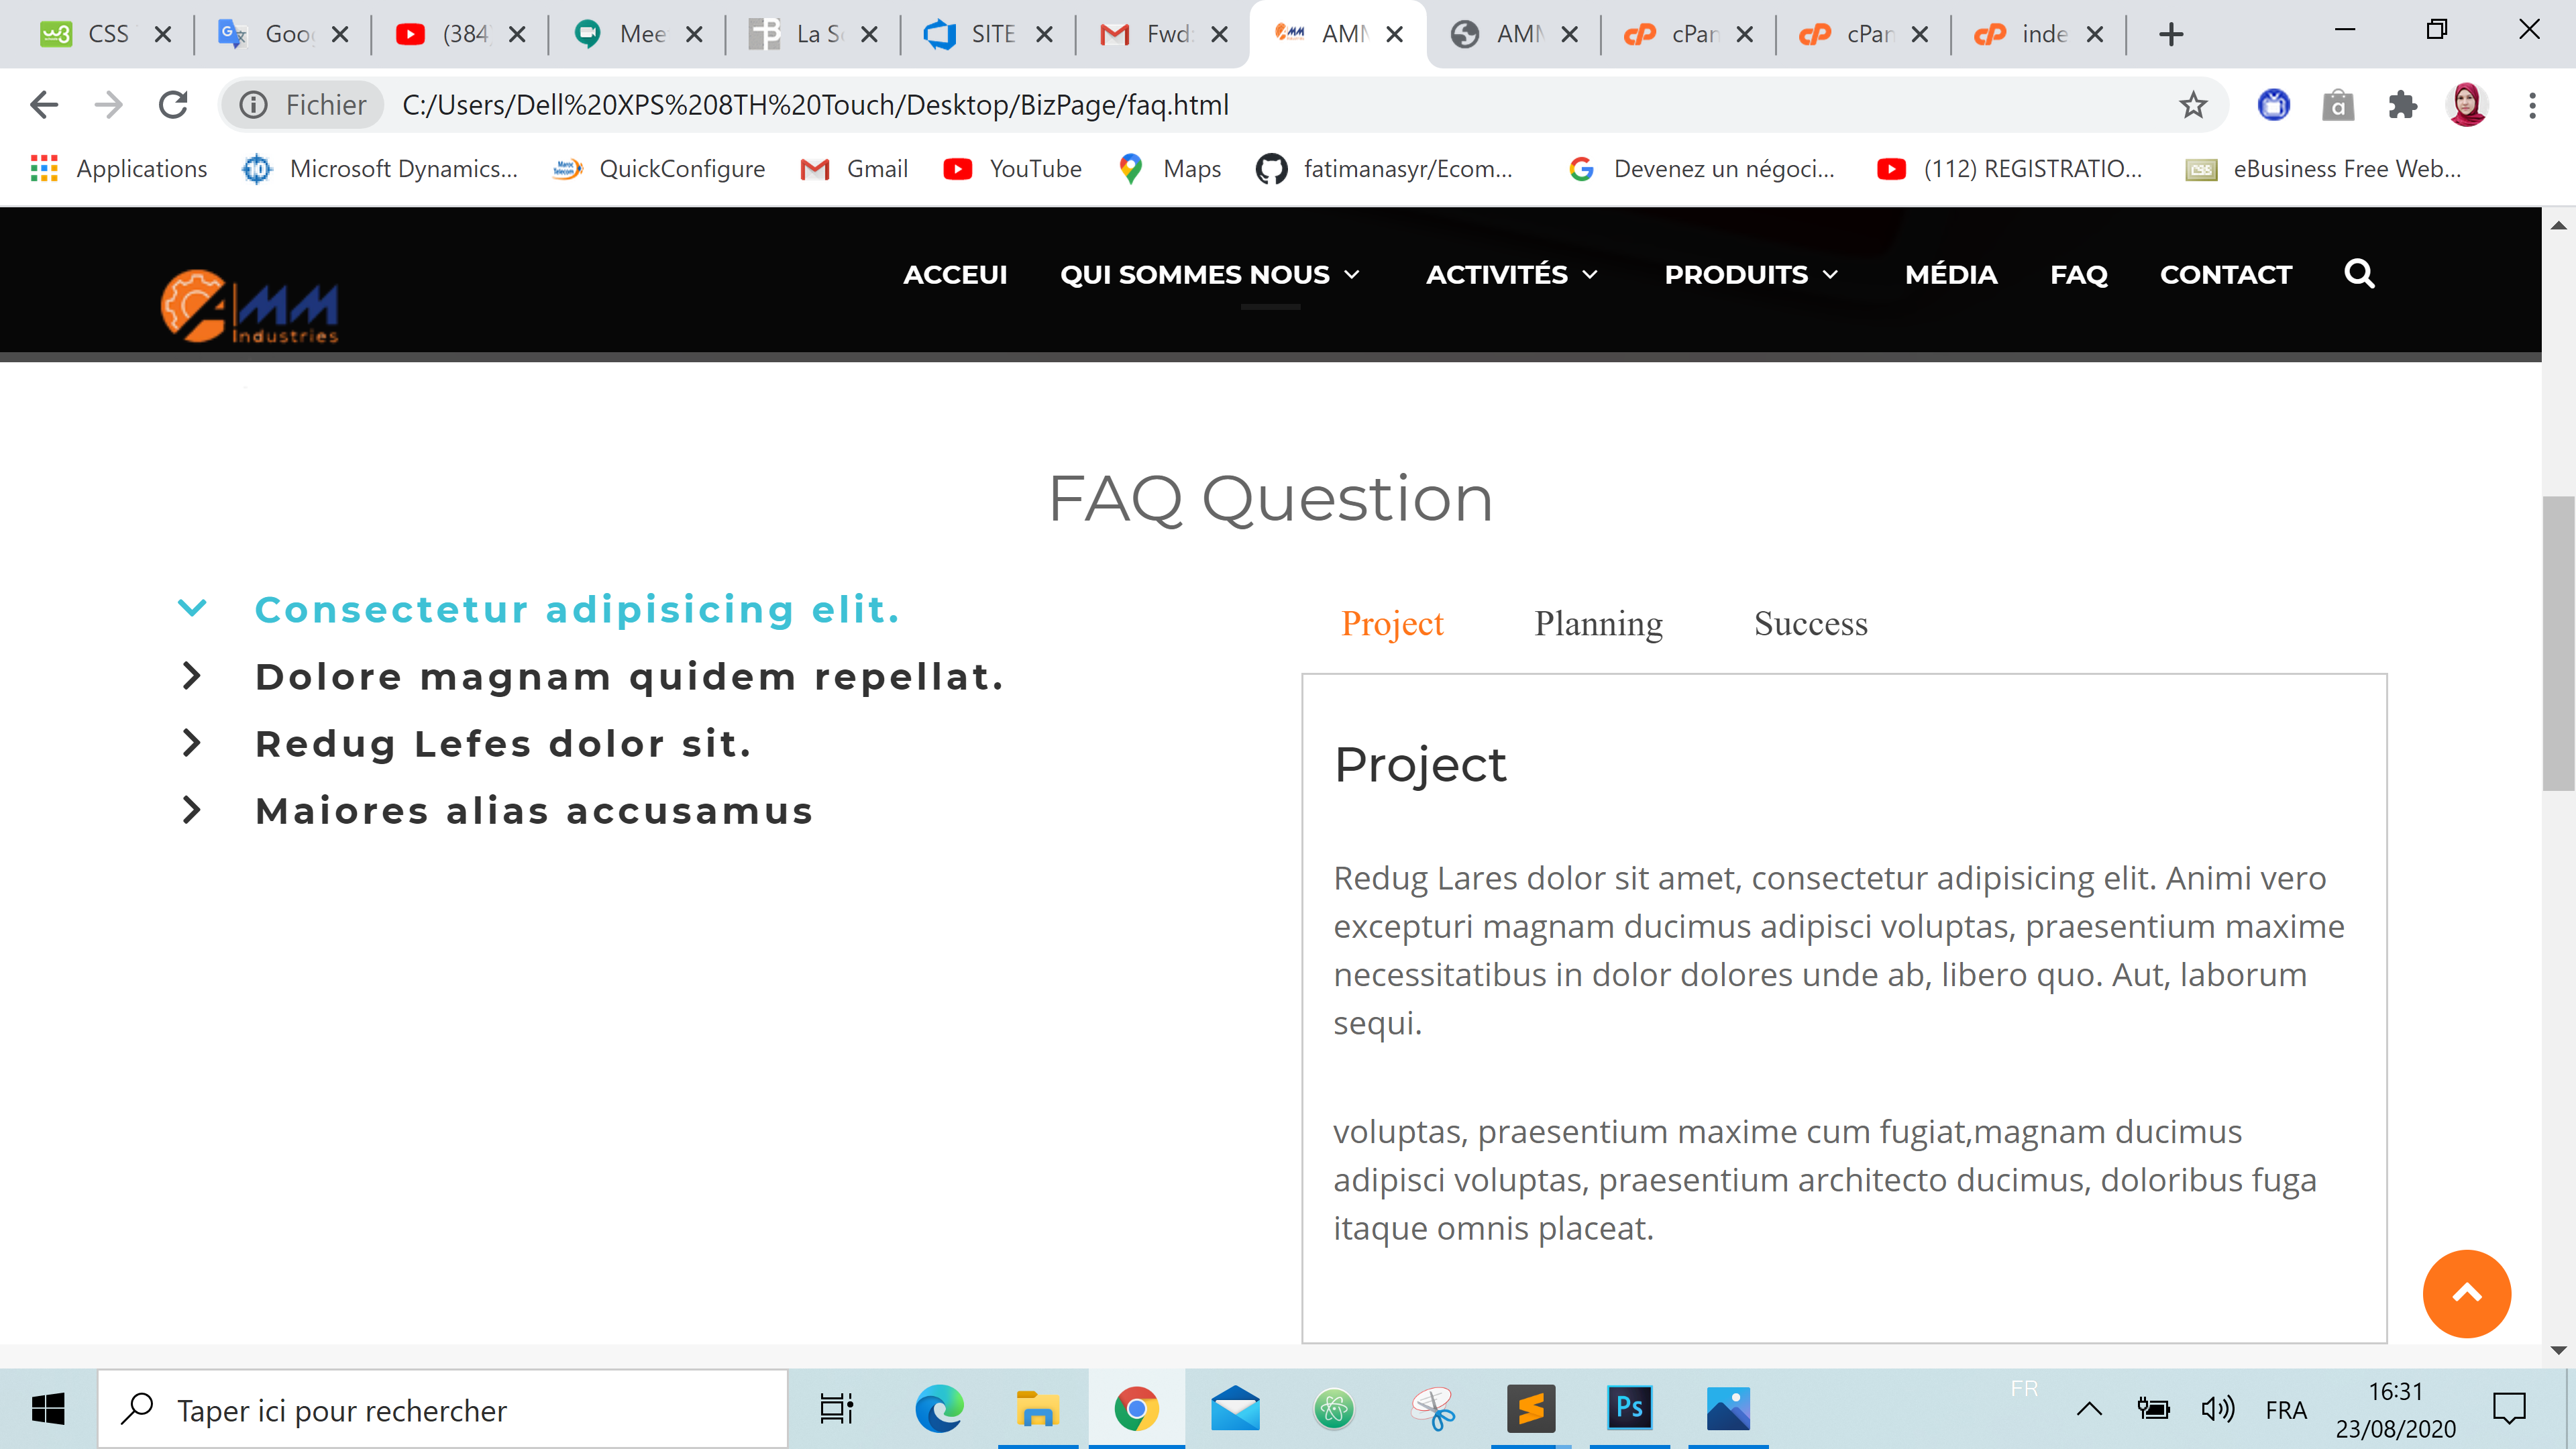 CSS
Goo
(384
Mee
La S
SITE
Fwd:
AMM
AMM
cPan
cPan
inde
Fichier
C:/Users/Dell%20XPS%208TH%20Touch/Desktop/BizPage/faq.html
Applications
Microsoft Dynamics...
QuickConfigure
Gmail
YouTube
Maps
fatimanasyr/Ecom...
Devenez un négoci...
(112) REGISTRATIO...
eBusiness Free Web...
AMM
Industries
ACCEUI
QUI SOMMES NOUS
ACTIVITÉS
PRODUITS
MÉDIA
FAQ
CONTACT
FAQ Question
Consectetur adipisicing elit.
Dolore magnam quidem repellat.
Redug Lefes dolor sit.
Maiores alias accusamus
Project
Planning
Success
Project
Redug Lares dolor sit amet, consectetur adipisicing elit. Animi vero
excepturi magnam ducimus adipisci voluptas, praesentium maxime
necessitatibus in dolor dolores unde ab, libero quo. Aut, laborum
sequi.
voluptas, praesentium maxime cum fugiat,magnam ducimus
adipisci voluptas, praesentium architecto ducimus, doloribus fuga
itaque omnis placeat.
Taper ici pour rechercher
Ps
FR
FRA
16:31
23/08/2020